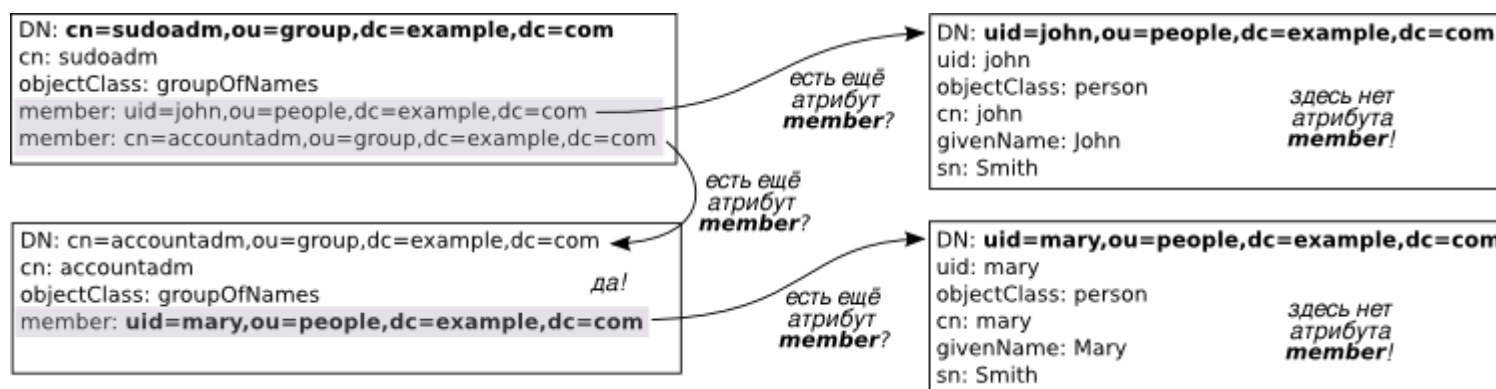 DN: cn=sudoadm,ou=group,dc=example,dc=com
cn: sudoadm
objectClass: groupOfNames
member: uid=john,ou=people,dc=example,dc=com
member: cn=accountadm,ou=group,dc=example,dc=com
есть ещё
атрибут
member?
DN: uid=john,ou=people,dc=example,dc=com
uid: john
objectClass: person
cn: john
givenName: John
sn: Smith
здесь нет
атрибута
member!
есть ещё
атрибут
member?
DN: cn=accountadm,ou=group,dc=example,dc=com
cn: accountadm
objectClass: groupOfNames
member: uid=mary,ou=people,dc=example,dc=com
да!
есть ещё
атрибут
member?
DN: uid=mary,ou=people,dc=example,dc=com
uid: mary
objectClass: person
cn: mary
givenName: Mary
sn: Smith
здесь нет
атрибута
member!